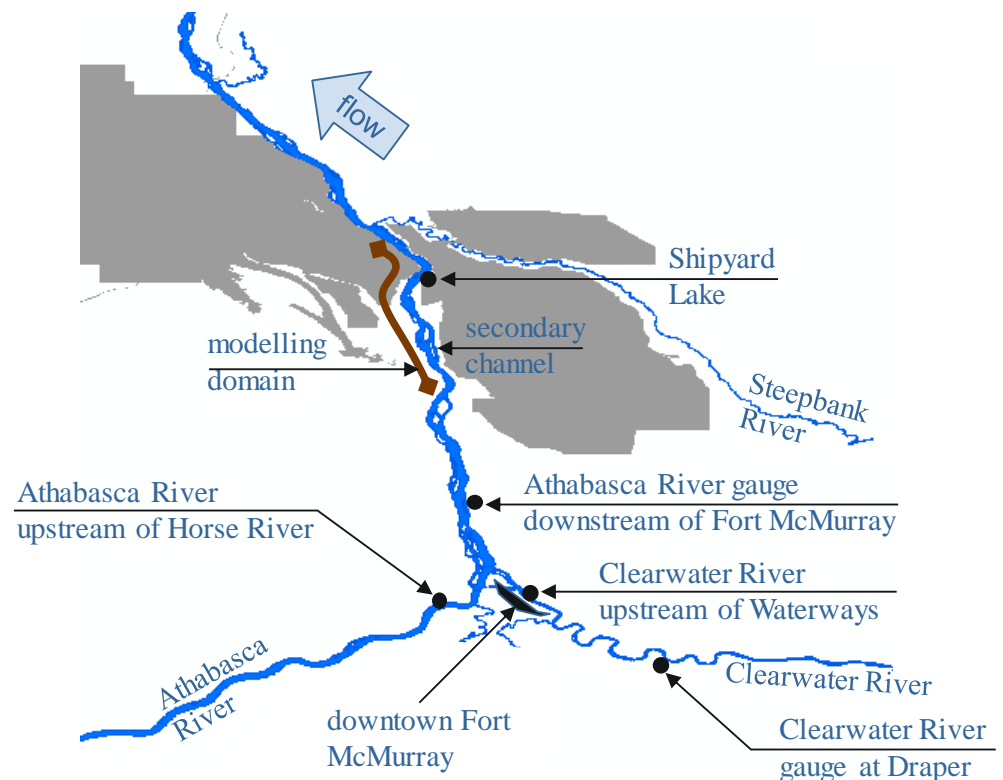 flow
Shipyard
Lake
secondary
channel
modelling
domain
Steepbank
River
Athabasca River
upstream of Horse River
Athabasca River gauge
downstream of Fort McMurray
Clearwater River
upstream of Waterways
Athabasca
River
Clearwater River
downtown Fort
McMurray
Clearwater River
gauge at Draper